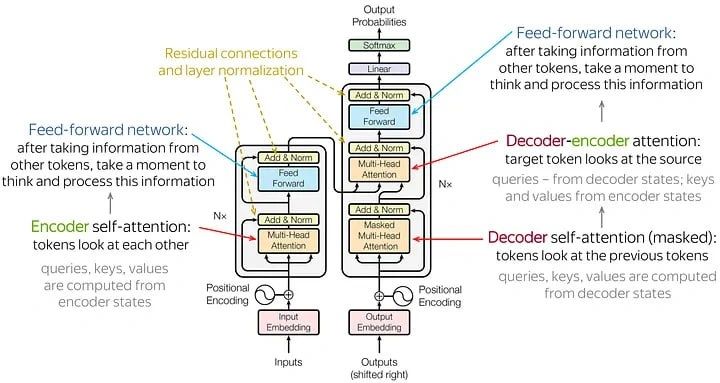 Output
Probabilities
Softmax
Linear
Add & Norm
Feed
Forward
Add & Norm
Multi-Head
Attention
Add & Norm
Masked
Multi-Head
Attention
N×
Positional
Encoding
Output
Embedding
Outputs
(shifted right)
Residual connections
and layer normalization
Add & Norm
Feed
Forward
Add & Norm
Multi-Head
Attention
N×
Positional
Encoding
Input
Embedding
Inputs
Feed-forward network:
after taking information from
other tokens, take a moment to
think and process this information
Encoder self-attention:
tokens look at each other
queries, keys, values
are computed from
encoder states
Feed-forward network:
after taking information from
other tokens, take a moment to
think and process this information
Decoder-encoder attention:
target token looks at the source
queries – from decoder states; keys
and values from encoder states
Decoder self-attention (masked):
tokens look at the previous tokens
queries, keys, values are computed
from decoder states